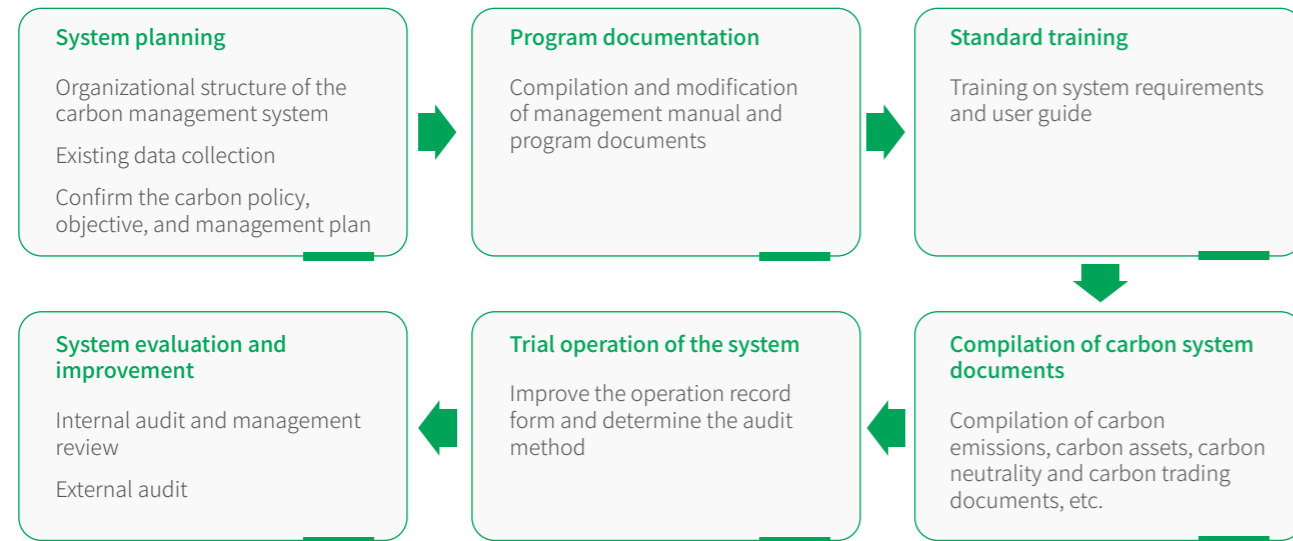 System planning
Organizational structure of the
carbon management system
Existing data collection
Confirm the carbon policy,
objective, and management plan
Program documentation
Compilation and modification
of management manual and
program documents
Standard training
Training on system requirements
and user guide
Compilation of carbon system
documents
Compilation of carbon
emissions, carbon assets, carbon
neutrality and carbon trading
documents, etc.
Trial operation of the system
Improve the operation record
form and determine the audit
method
System evaluation and
improvement
Internal audit and management
review
External audit